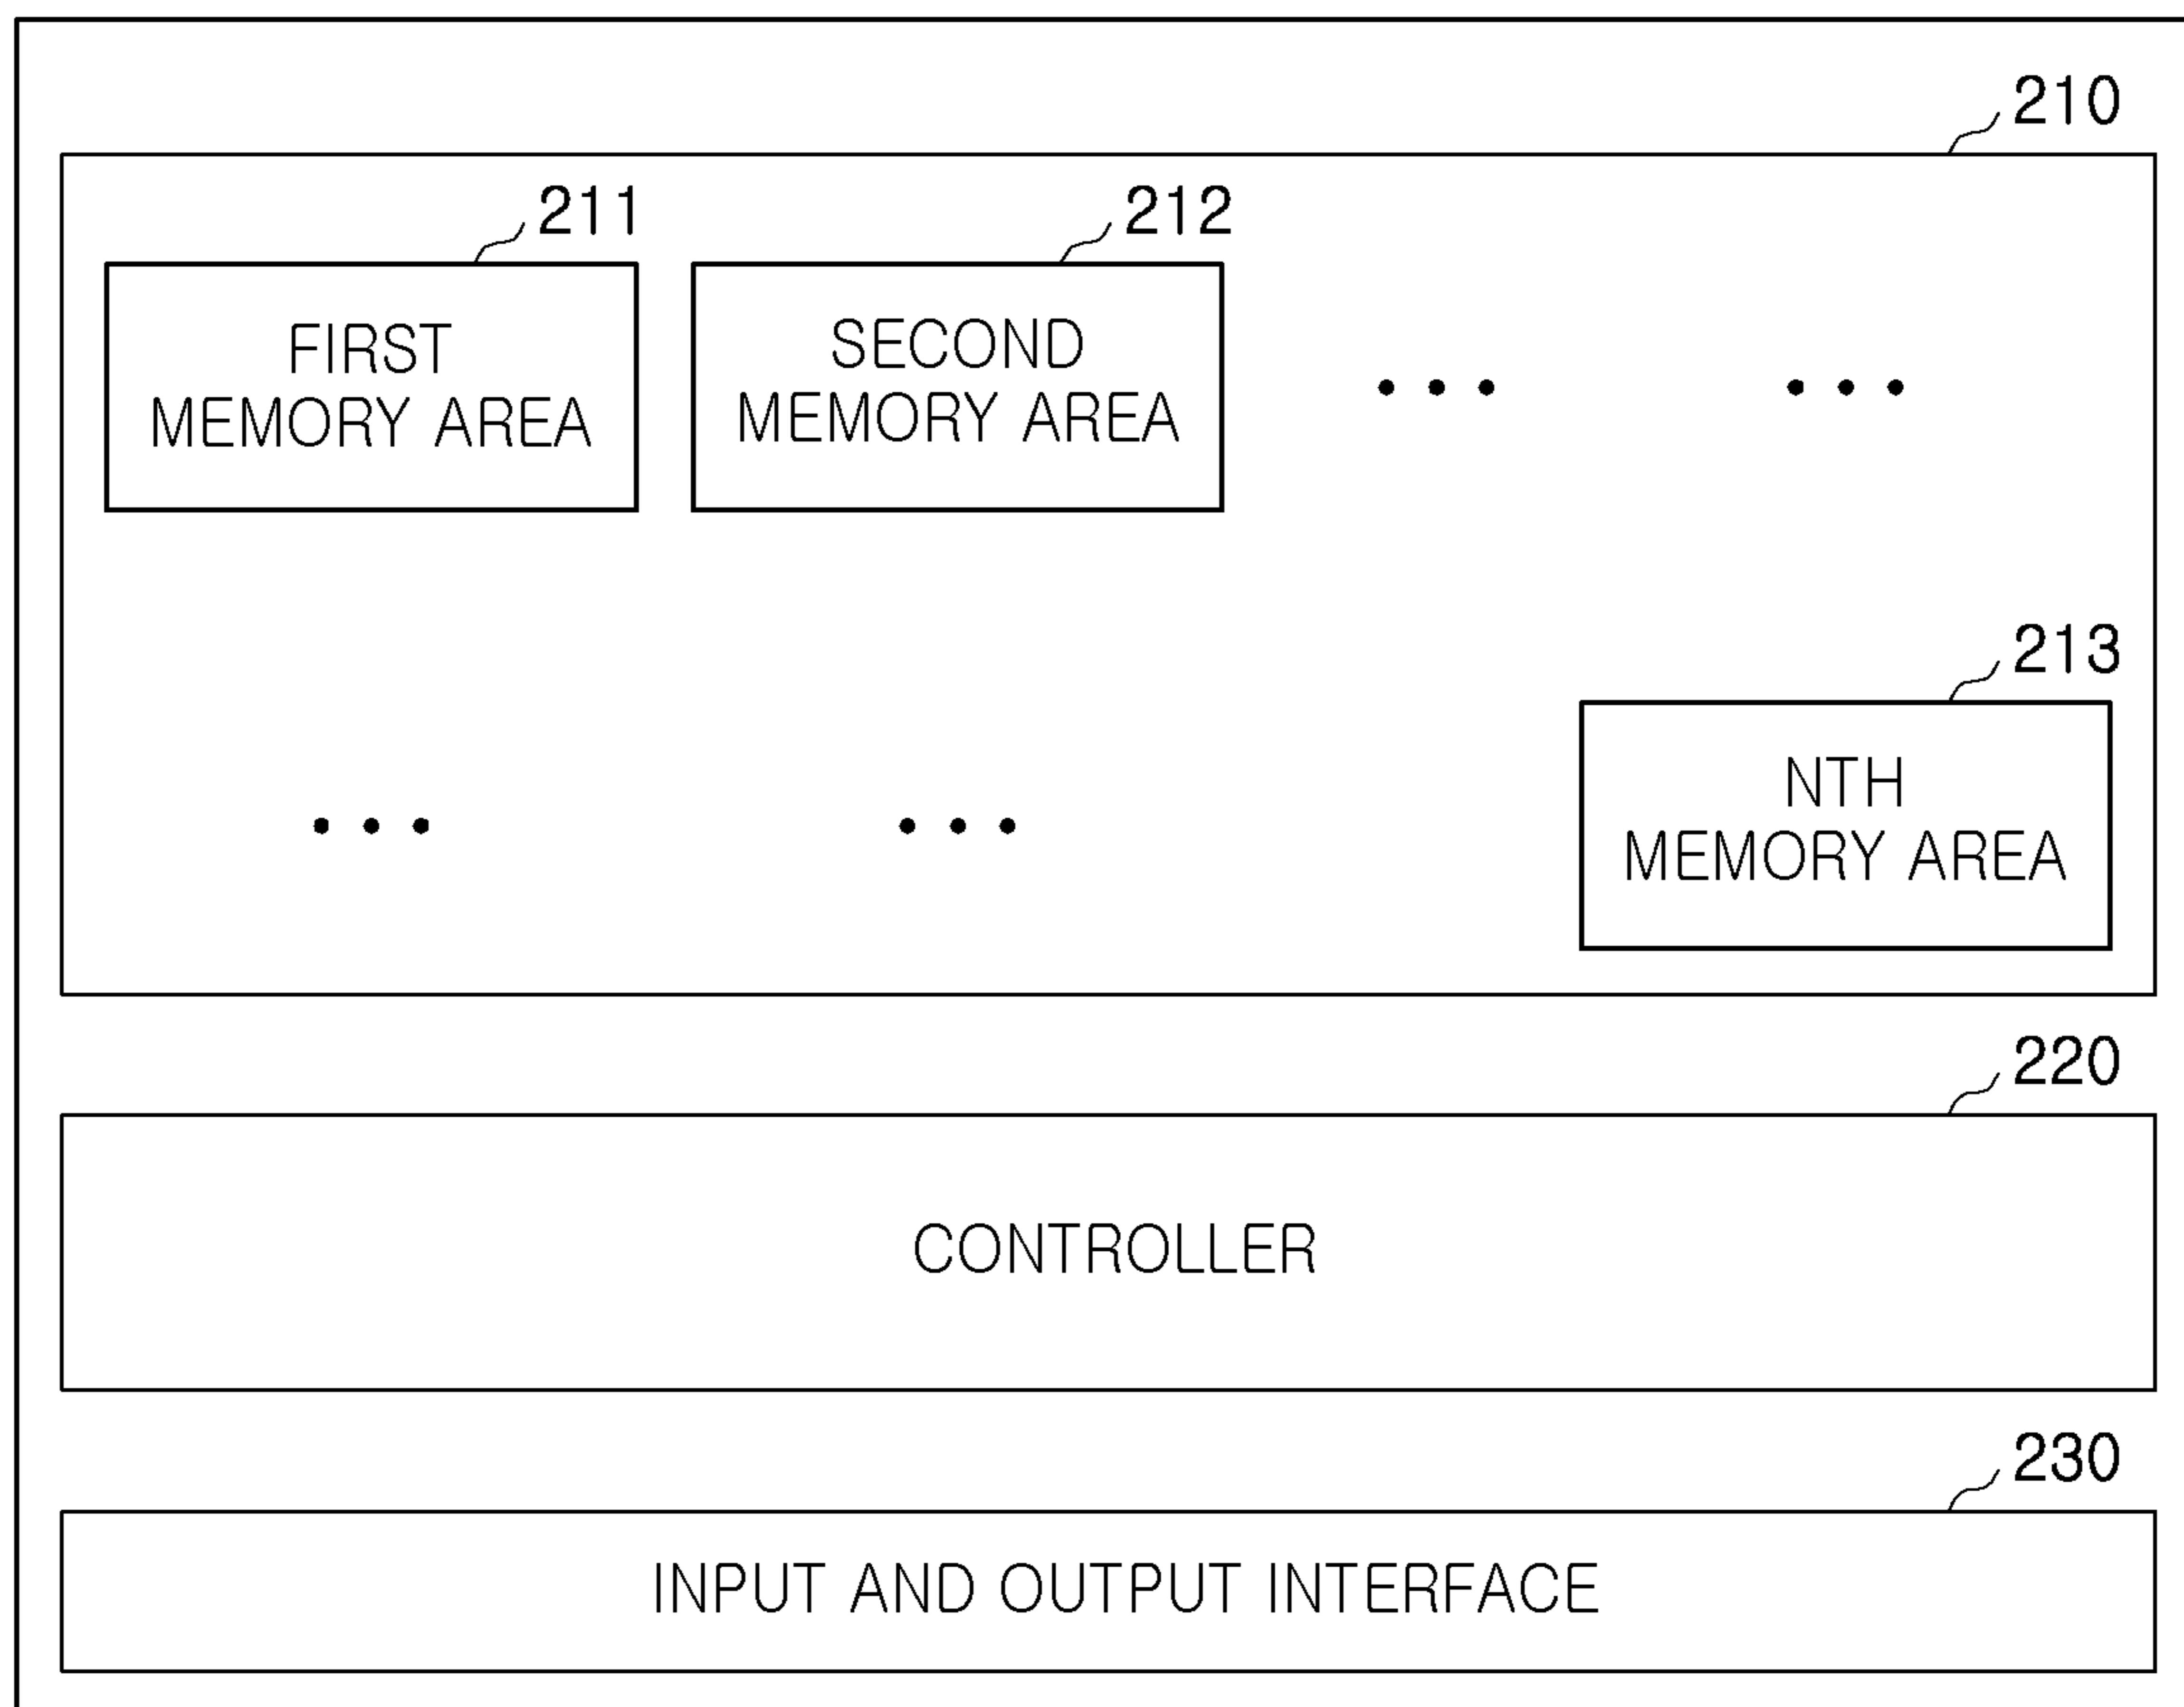 210
211
212
FIRST
MEMORY AREA
SECOND
MEMORY AREA
• • •
• • •
213
• • •
• • •
NTH
MEMORY AREA
220
CONTROLLER
230
INPUT AND OUTPUT INTERFACE